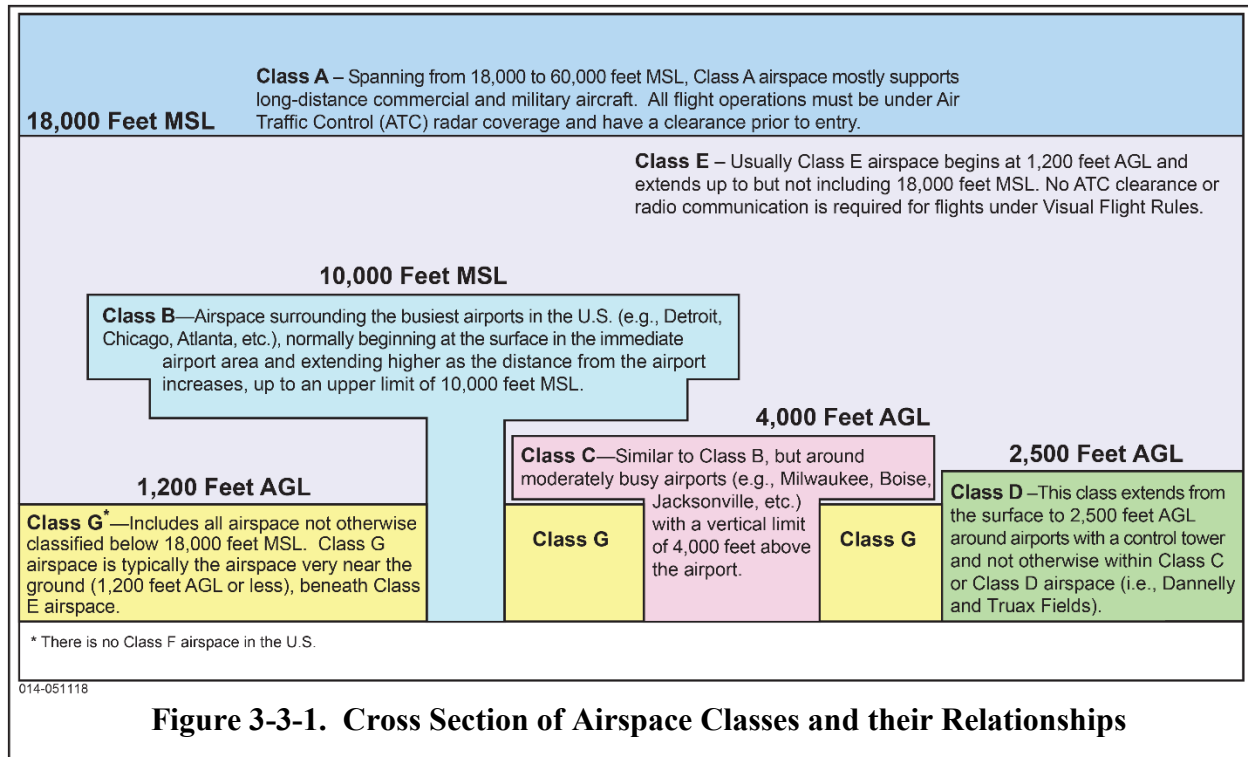 Class A – Spanning from 18,000 to 60,000 feet MSL, Class A airspace mostly supports
long-distance commercial and military aircraft. All flight operations must be under Air
Traffic Control (ATC) radar coverage and have a clearance prior to entry.
18,000 Feet MSL
Class E – Usually Class E airspace begins at 1,200 feet AGL and
extends up to but not including 18,000 feet MSL. No ATC clearance or
radio communication is required for flights under Visual Flight Rules.
10,000 Feet MSL
Class B—Airspace surrounding the busiest airports in the U.S. (e.g., Detroit,
Chicago, Atlanta, etc.), normally beginning at the surface in the immediate
airport area and extending higher as the distance from the airport
increases, up to an upper limit of 10,000 feet MSL.
4,000 Feet AGL
Class C—Similar to Class B, but around
moderately busy airports (e.g., Milwaukee, Boise,
Jacksonville, etc.)
with a vertical limit
of 4,000 feet above
the airport.
2,500 Feet AGL
Class D –This class extends from
the surface to 2,500 feet AGL
around airports with a control tower
and not otherwise within Class C
or Class D airspace (i.e., Dannelly
and Truax Fields).
1,200 Feet AGL
Class G*—Includes all airspace not otherwise
classified below 18,000 feet MSL. Class G
airspace is typically the airspace very near the
ground (1,200 feet AGL or less), beneath Class
E airspace.
Class G
Class G
* There is no Class F airspace in the U.S.
014-051118
Figure 3-3-1. Cross Section of Airspace Classes and their Relationships